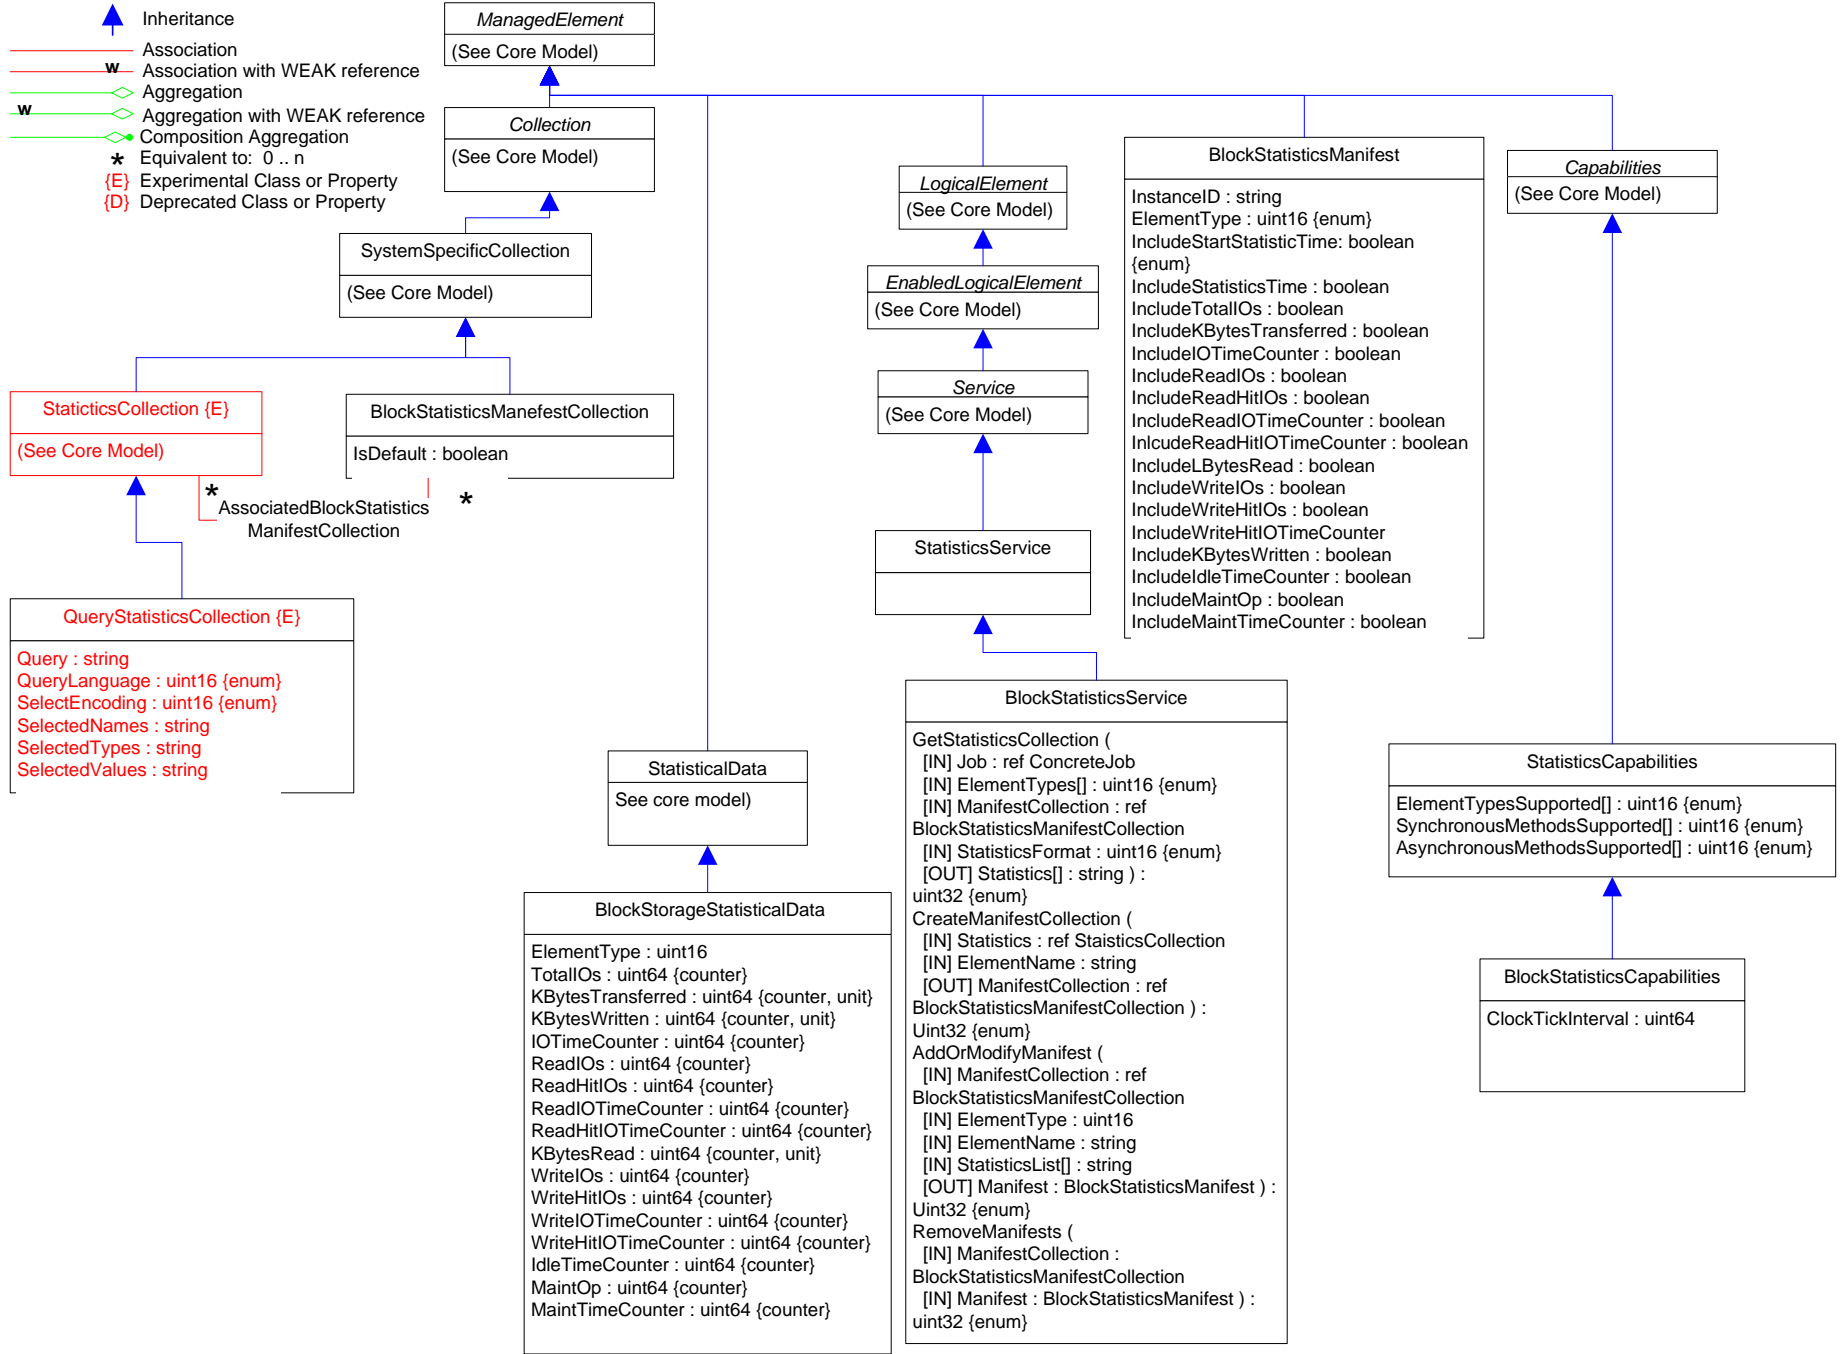 Inheritance
Association
w Association with WEAK reference
Aggregation
w Aggregation with WEAK reference
Composition Aggregation
* Equivalent to: 0 .. n
{E} Experimental Class or Property
{D} Deprecated Class or Property
ManagedElement
(See Core Model)
Collection
(See Core Model)
SystemSpecificCollection
(See Core Model)
StaticticsCollection {E}
(See Core Model)
BlockStatisticsManefestCollection
IsDefault : boolean
*
*
AssociatedBlockStatistics
ManifestCollection
QueryStatisticsCollection {E}
Query : string
QueryLanguage : uint16 {enum}
SelectEncoding : uint16 {enum}
SelectedNames : string
SelectedTypes : string
SelectedValues : string
StatisticalData
See core model)
BlockStorageStatisticalData
ElementType : uint16
TotalIOs : uint64 {counter}
KBytesTransferred : uint64 {counter, unit}
KBytesWritten : uint64 {counter, unit}
IOTimeCounter : uint64 {counter}
ReadIOs : uint64 {counter}
ReadHitIOs : uint64 {counter}
ReadIOTimeCounter : uint64 {counter}
ReadHitIOTimeCounter : uint64 {counter}
KBytesRead : uint64 {counter, unit}
WriteIOs : uint64 {counter}
WriteHitIOs : uint64 {counter}
WriteIOTimeCounter : uint64 {counter}
WriteHitIOTimeCounter : uint64 {counter}
IdleTimeCounter : uint64 {counter}
MaintOp : uint64 {counter}
MaintTimeCounter : uint64 {counter}
LogicalElement
(See Core Model)
EnabledLogicalElement
(See Core Model)
Service
(See Core Model)
StatisticsService
BlockStatisticsService
GetStatisticsCollection (
[IN] Job : ref ConcreteJob
[IN] ElementTypes[] : uint16 {enum}
[IN] ManifestCollection : ref
BlockStatisticsManifestCollection
[IN] StatisticsFormat : uint16 {enum}
[OUT] Statistics[] : string ) :
uint32 {enum}
CreateManifestCollection (
[IN] Statistics : ref StaisticsCollection
[IN] ElementName : string
[OUT] ManifestCollection : ref
BlockStatisticsManifestCollection ) :
Uint32 {enum}
AddOrModifyManifest (
[IN] ManifestCollection : ref
BlockStatisticsManifestCollection
[IN] ElementType : uint16
[IN] ElementName : string
[IN] StatisticsList[] : string
[OUT] Manifest : BlockStatisticsManifest ) :
Uint32 {enum}
RemoveManifests (
[IN] ManifestCollection :
BlockStatisticsManifestCollection
[IN] Manifest : BlockStatisticsManifest ) :
uint32 {enum}
BlockStatisticsManifest
InstanceID : string
ElementType : uint16 {enum}
IncludeStartStatisticTime: boolean
{enum}
IncludeStatisticsTime : boolean
IncludeTotalIOs : boolean
IncludeKBytesTransferred : boolean
IncludeIOTimeCounter : boolean
IncludeReadIOs : boolean
IncludeReadHitIOs : boolean
IncludeReadIOTimeCounter : boolean
InlcudeReadHitIOTimeCounter : boolean
IncludeLBytesRead : boolean
IncludeWriteIOs : boolean
IncludeWriteHitIOs : boolean
IncludeWriteHitIOTimeCounter
IncludeKBytesWritten : boolean
IncludeIdleTimeCounter : boolean
IncludeMaintOp : boolean
IncludeMaintTimeCounter : boolean
Capabilities
(See Core Model)
StatisticsCapabilities
ElementTypesSupported[] : uint16 {enum}
SynchronousMethodsSupported[] : uint16 {enum}
AsynchronousMethodsSupported[] : uint16 {enum}
BlockStatisticsCapabilities
ClockTickInterval : uint64